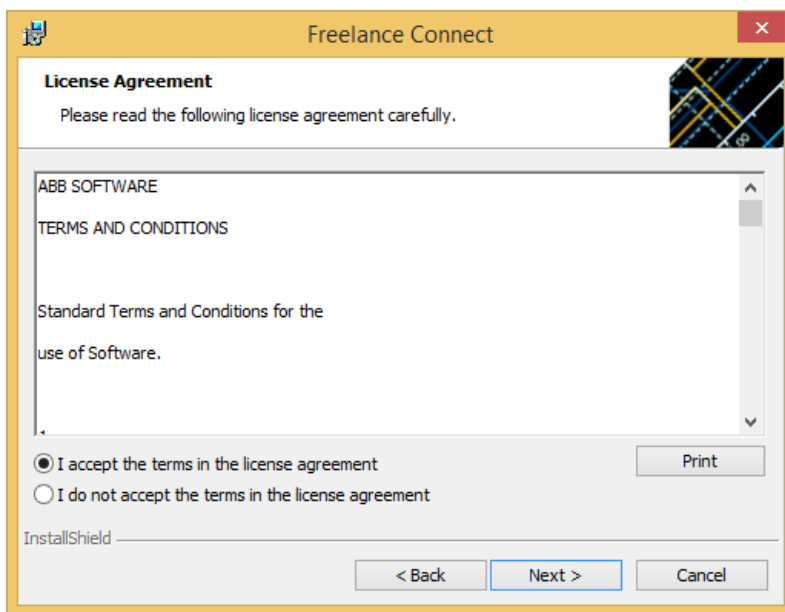 Freelance Connect
License Agreement
Please read the following license agreement carefully.
ABB SOFTWARE
TERMS AND CONDITIONS
Standard Terms and Conditions for the
use of Software.
I accept the terms in the license agreement
Print
I do not accept the terms in the license agreement
InstallShield
< Back
Next >
Cancel